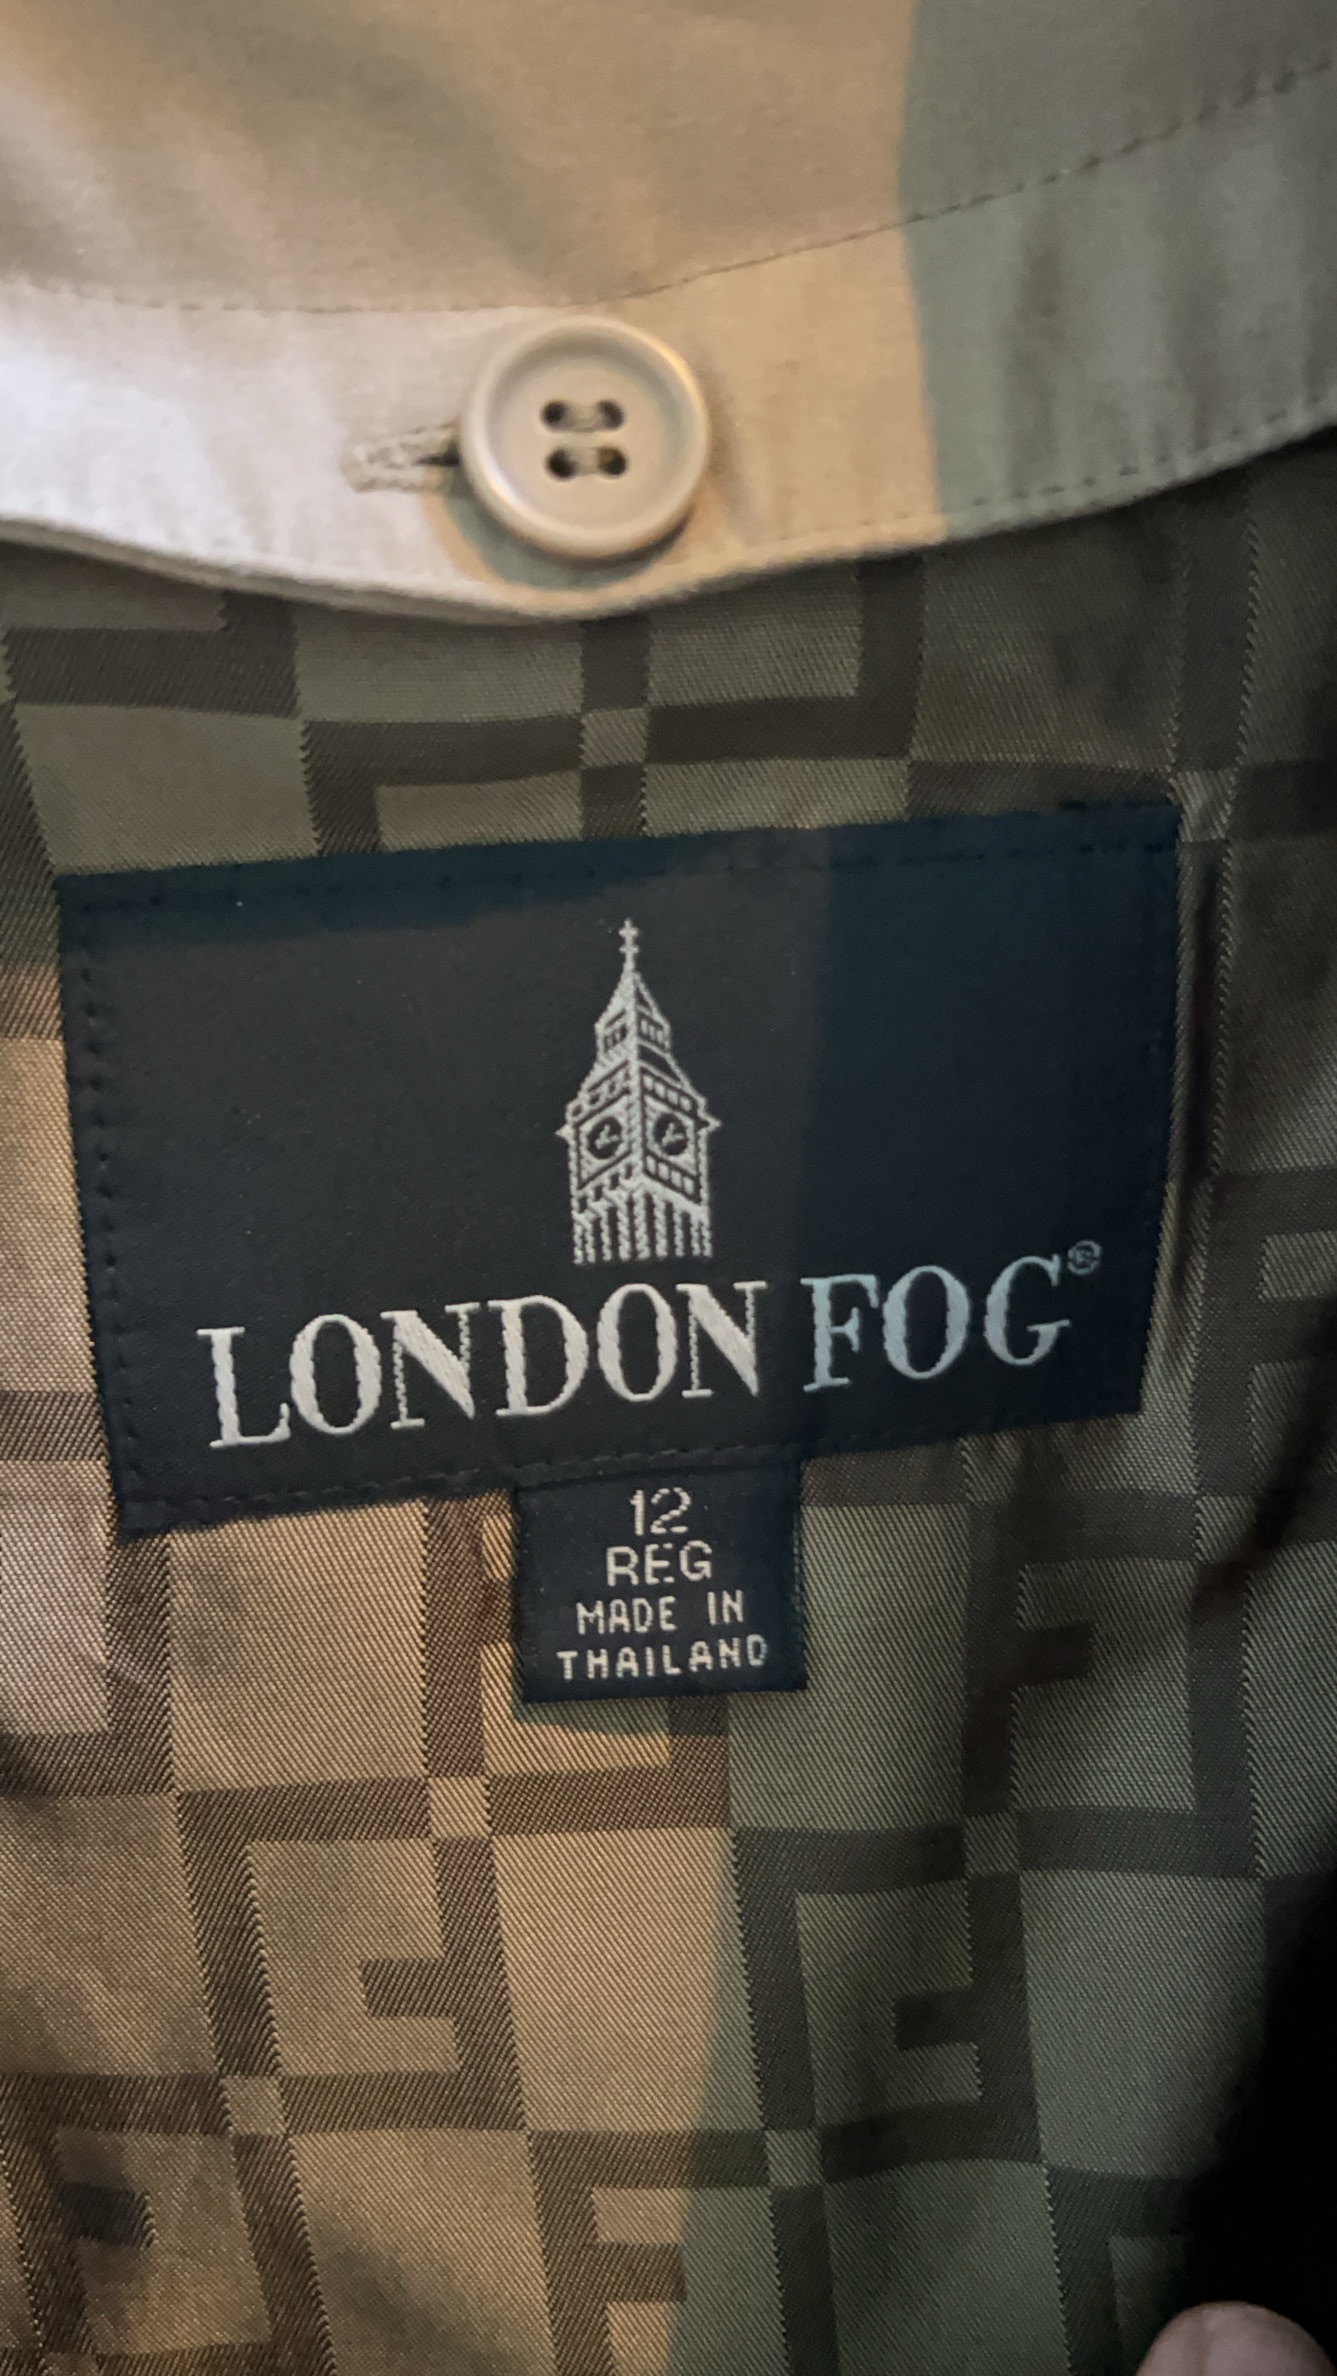 LONDON FOG®
12
REG
MADE IN
THAILAND